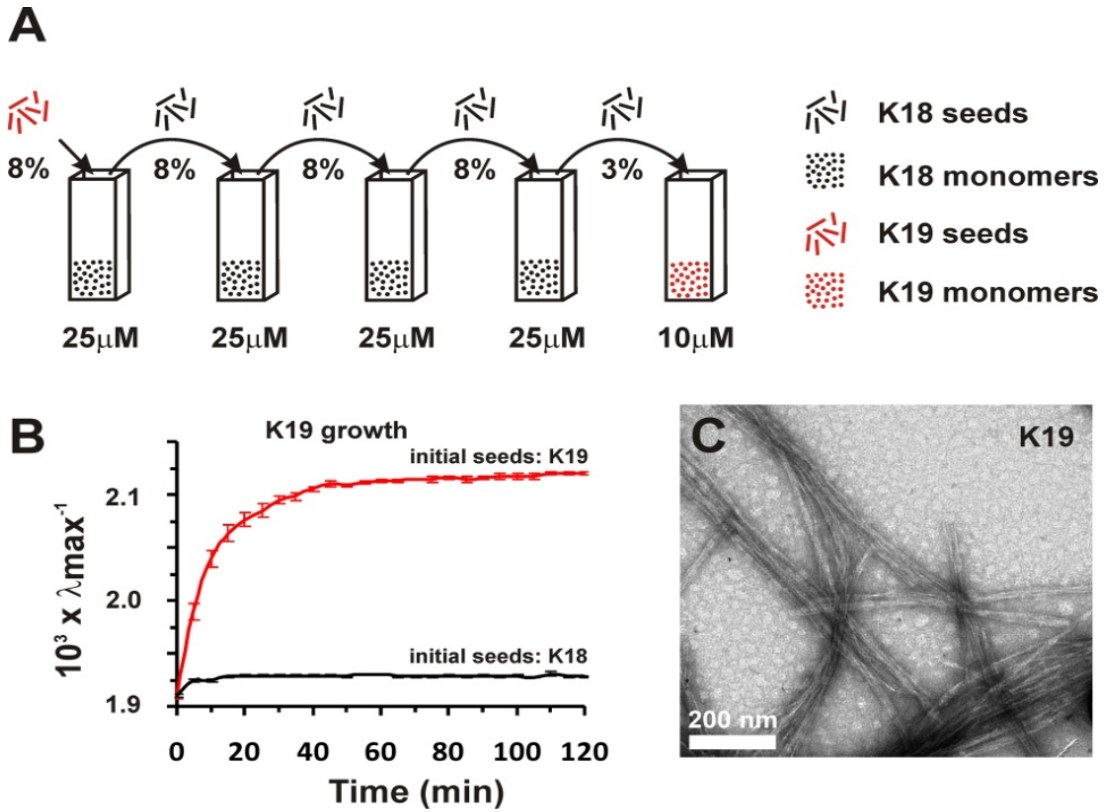 A
8% 8% 8% 8% 3%
25μM 25μM 25μM 25μM 10μM
K18 seeds
K18 monomers
K19 seeds
K19 monomers
B
K19 growth
initial seeds: K19
initial seeds: K18
10³ x λmax⁻¹
2.1
2.0
1.9
0 20 40 60 80 100 120
Time (min)
C
K19
200 nm